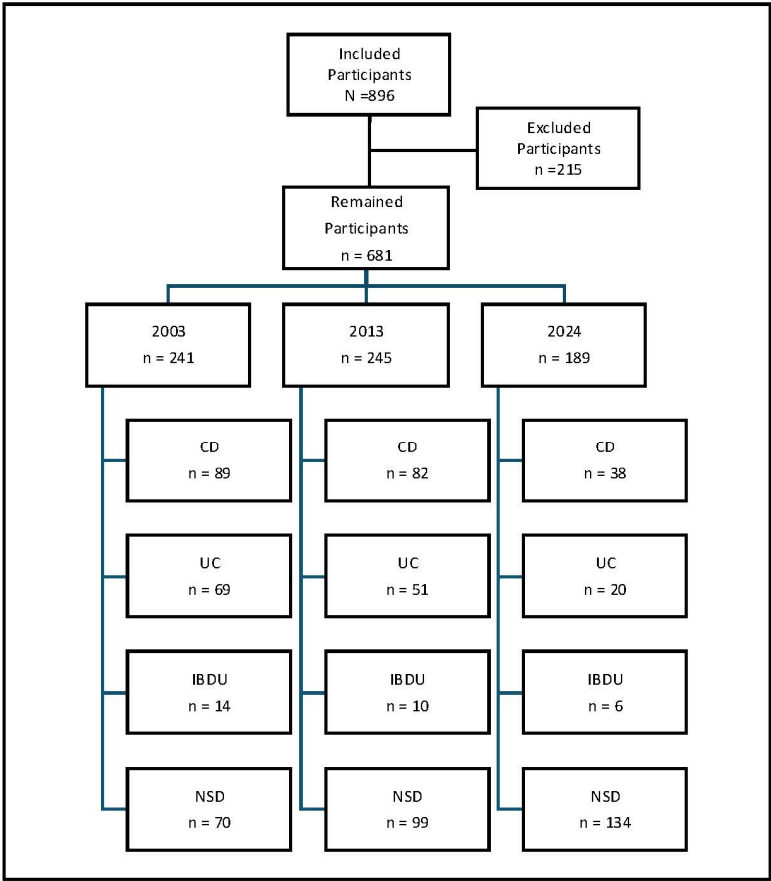 Included
Participants
N =896
Excluded
Participants
n =215
Remained
Participants
n = 681
2003
n = 241
2013
n = 245
2024
n = 189
CD
n = 89
CD
n = 82
CD
n = 38
UC
n = 69
UC
n = 51
UC
n = 20
IBDU
n = 14
IBDU
n = 10
IBDU
n = 6
NSD
n = 70
NSD
n = 99
NSD
n = 134